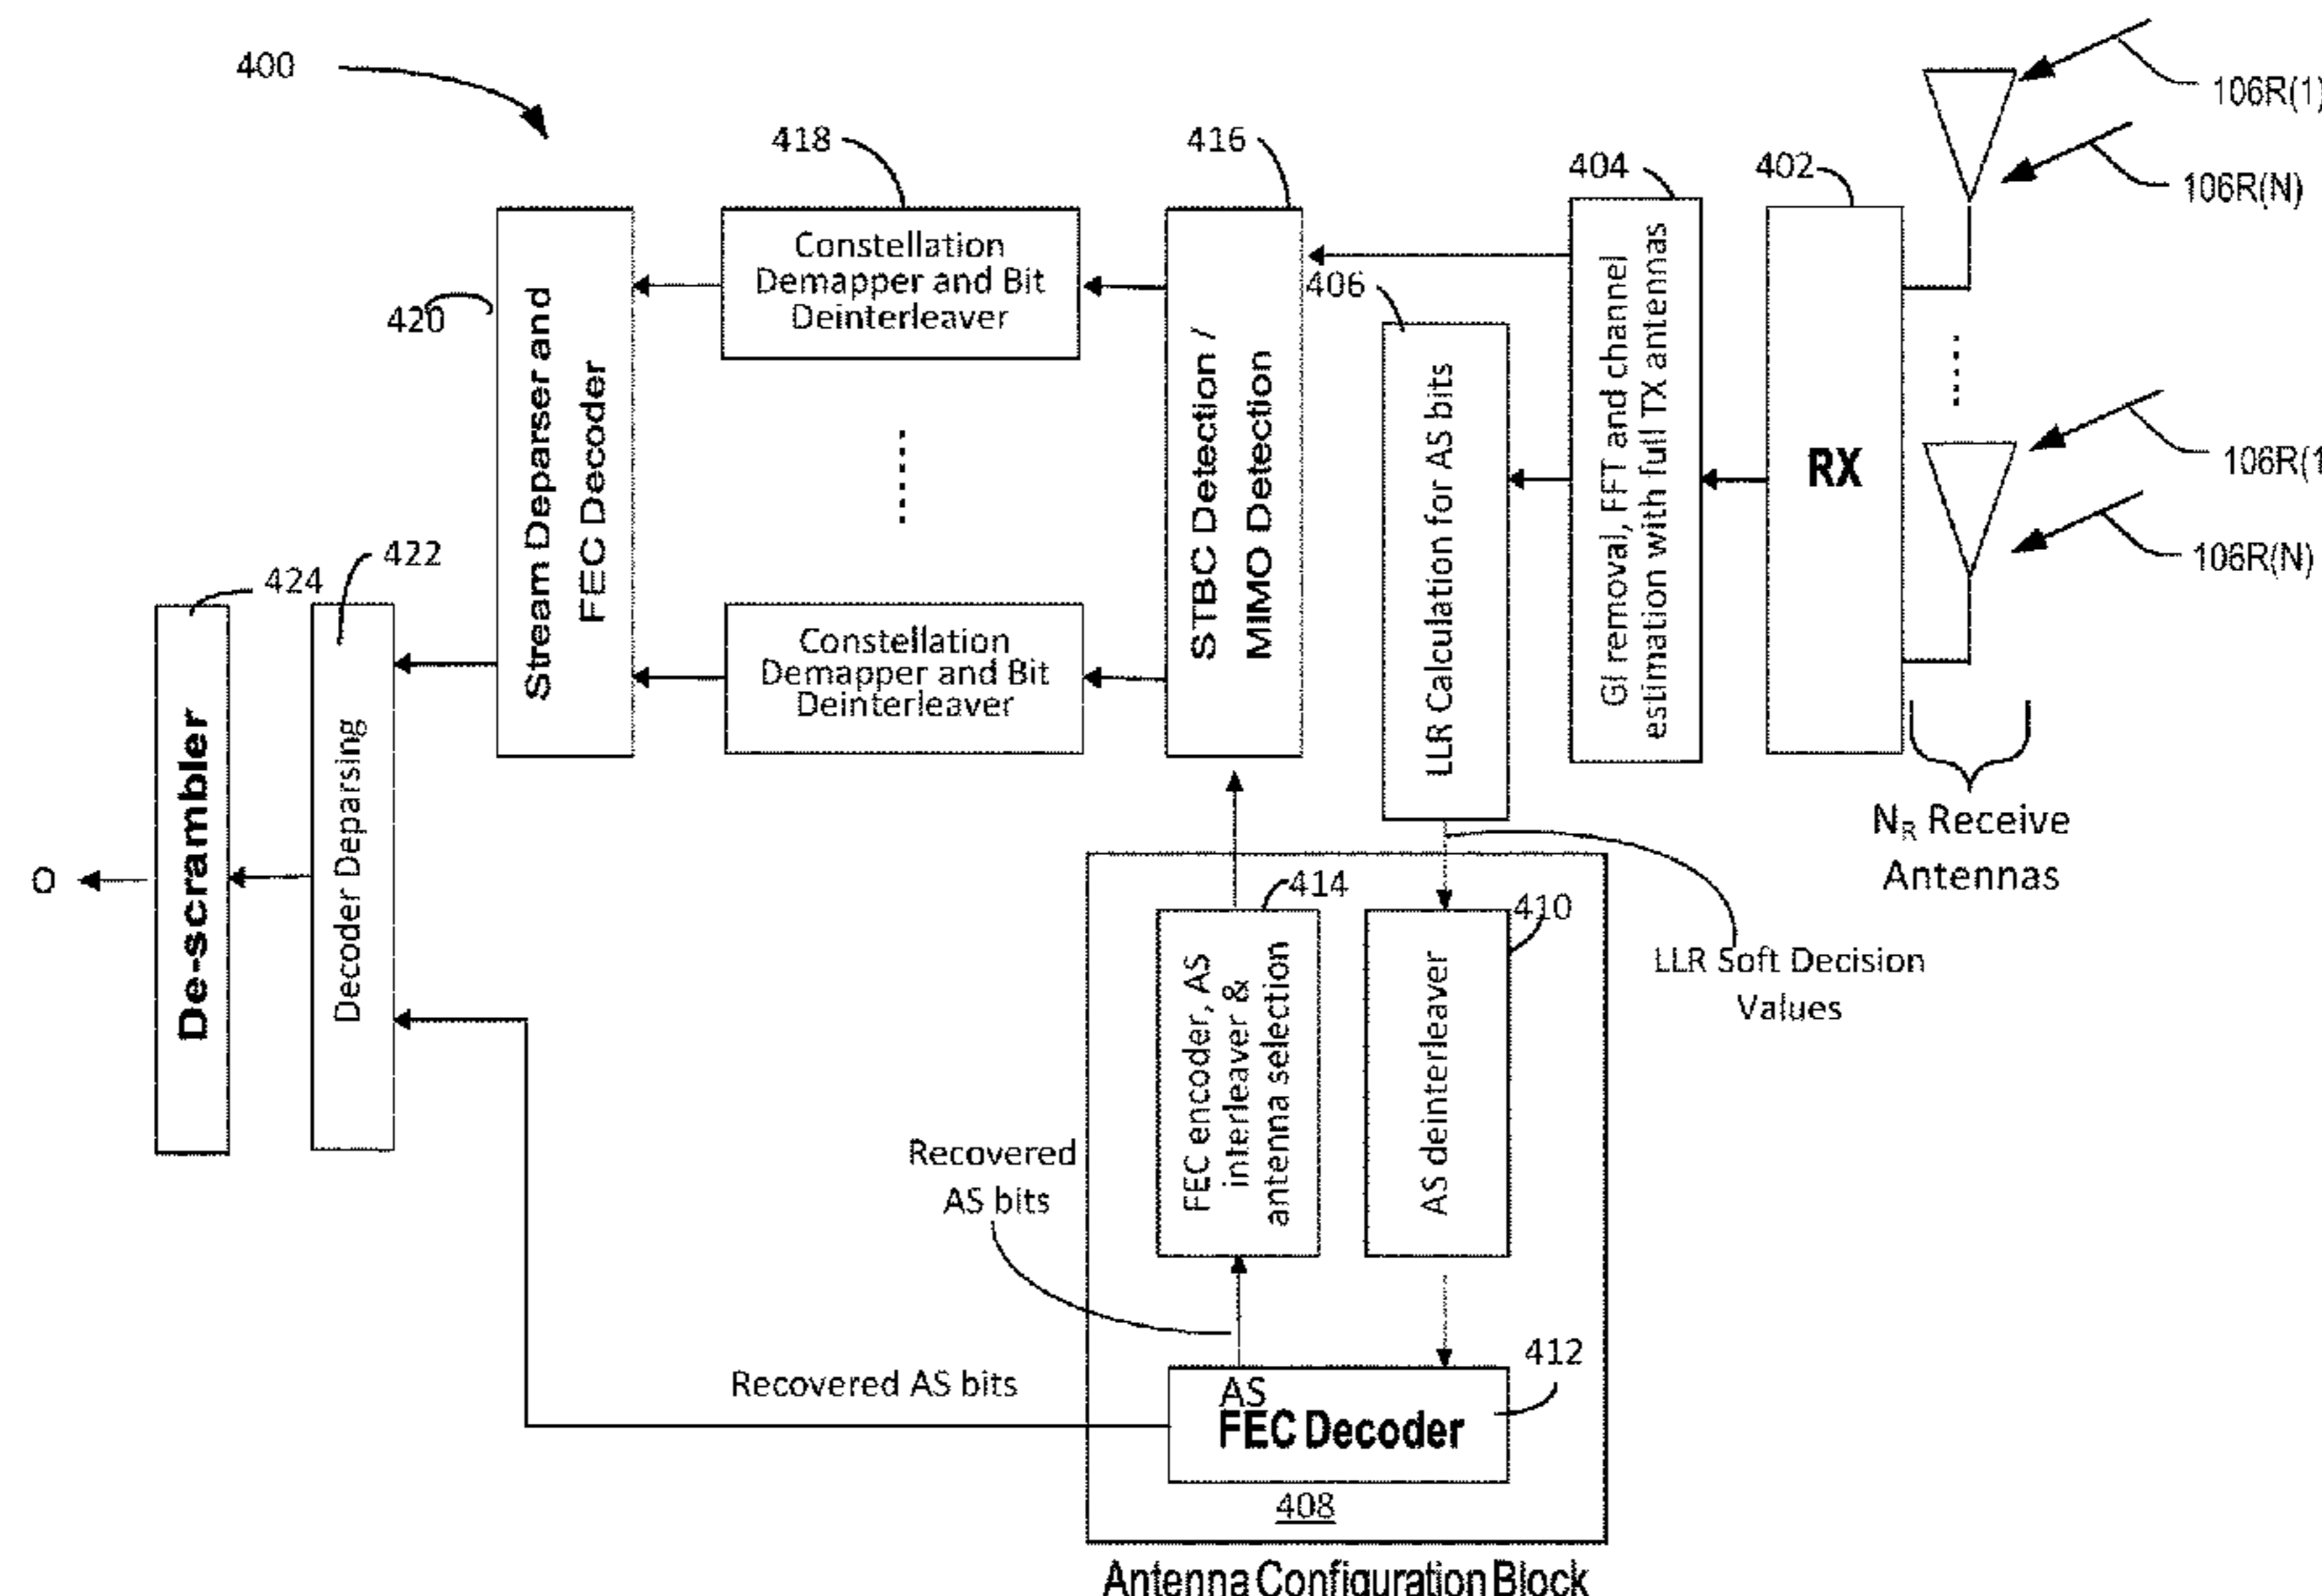 400
418
416
404
402
106R(1)
106R(N)
Constellation
Demapper and Bit
Deinterleaver
406
420
Stream Deparser and
FEC Decoder
STBC Detection /
MIMO Detection
LLR Calculation for AS bits
GI removal, FFT and channel
estimation with full TX antennas
RX
106R(1
106R(N)
422
424
Constellation
Demapper and Bit
Deinterleaver
De-scrambler
Decoder Deparsing
O
N_R Receive
Antennas
414
410
FEC encoder, AS
interleaver &
antenna selection
AS deinterleaver
LLR Soft Decision
Values
Recovered
AS bits
412
Recovered AS bits
AS
FEC Decoder
408
Antenna Configuration Block